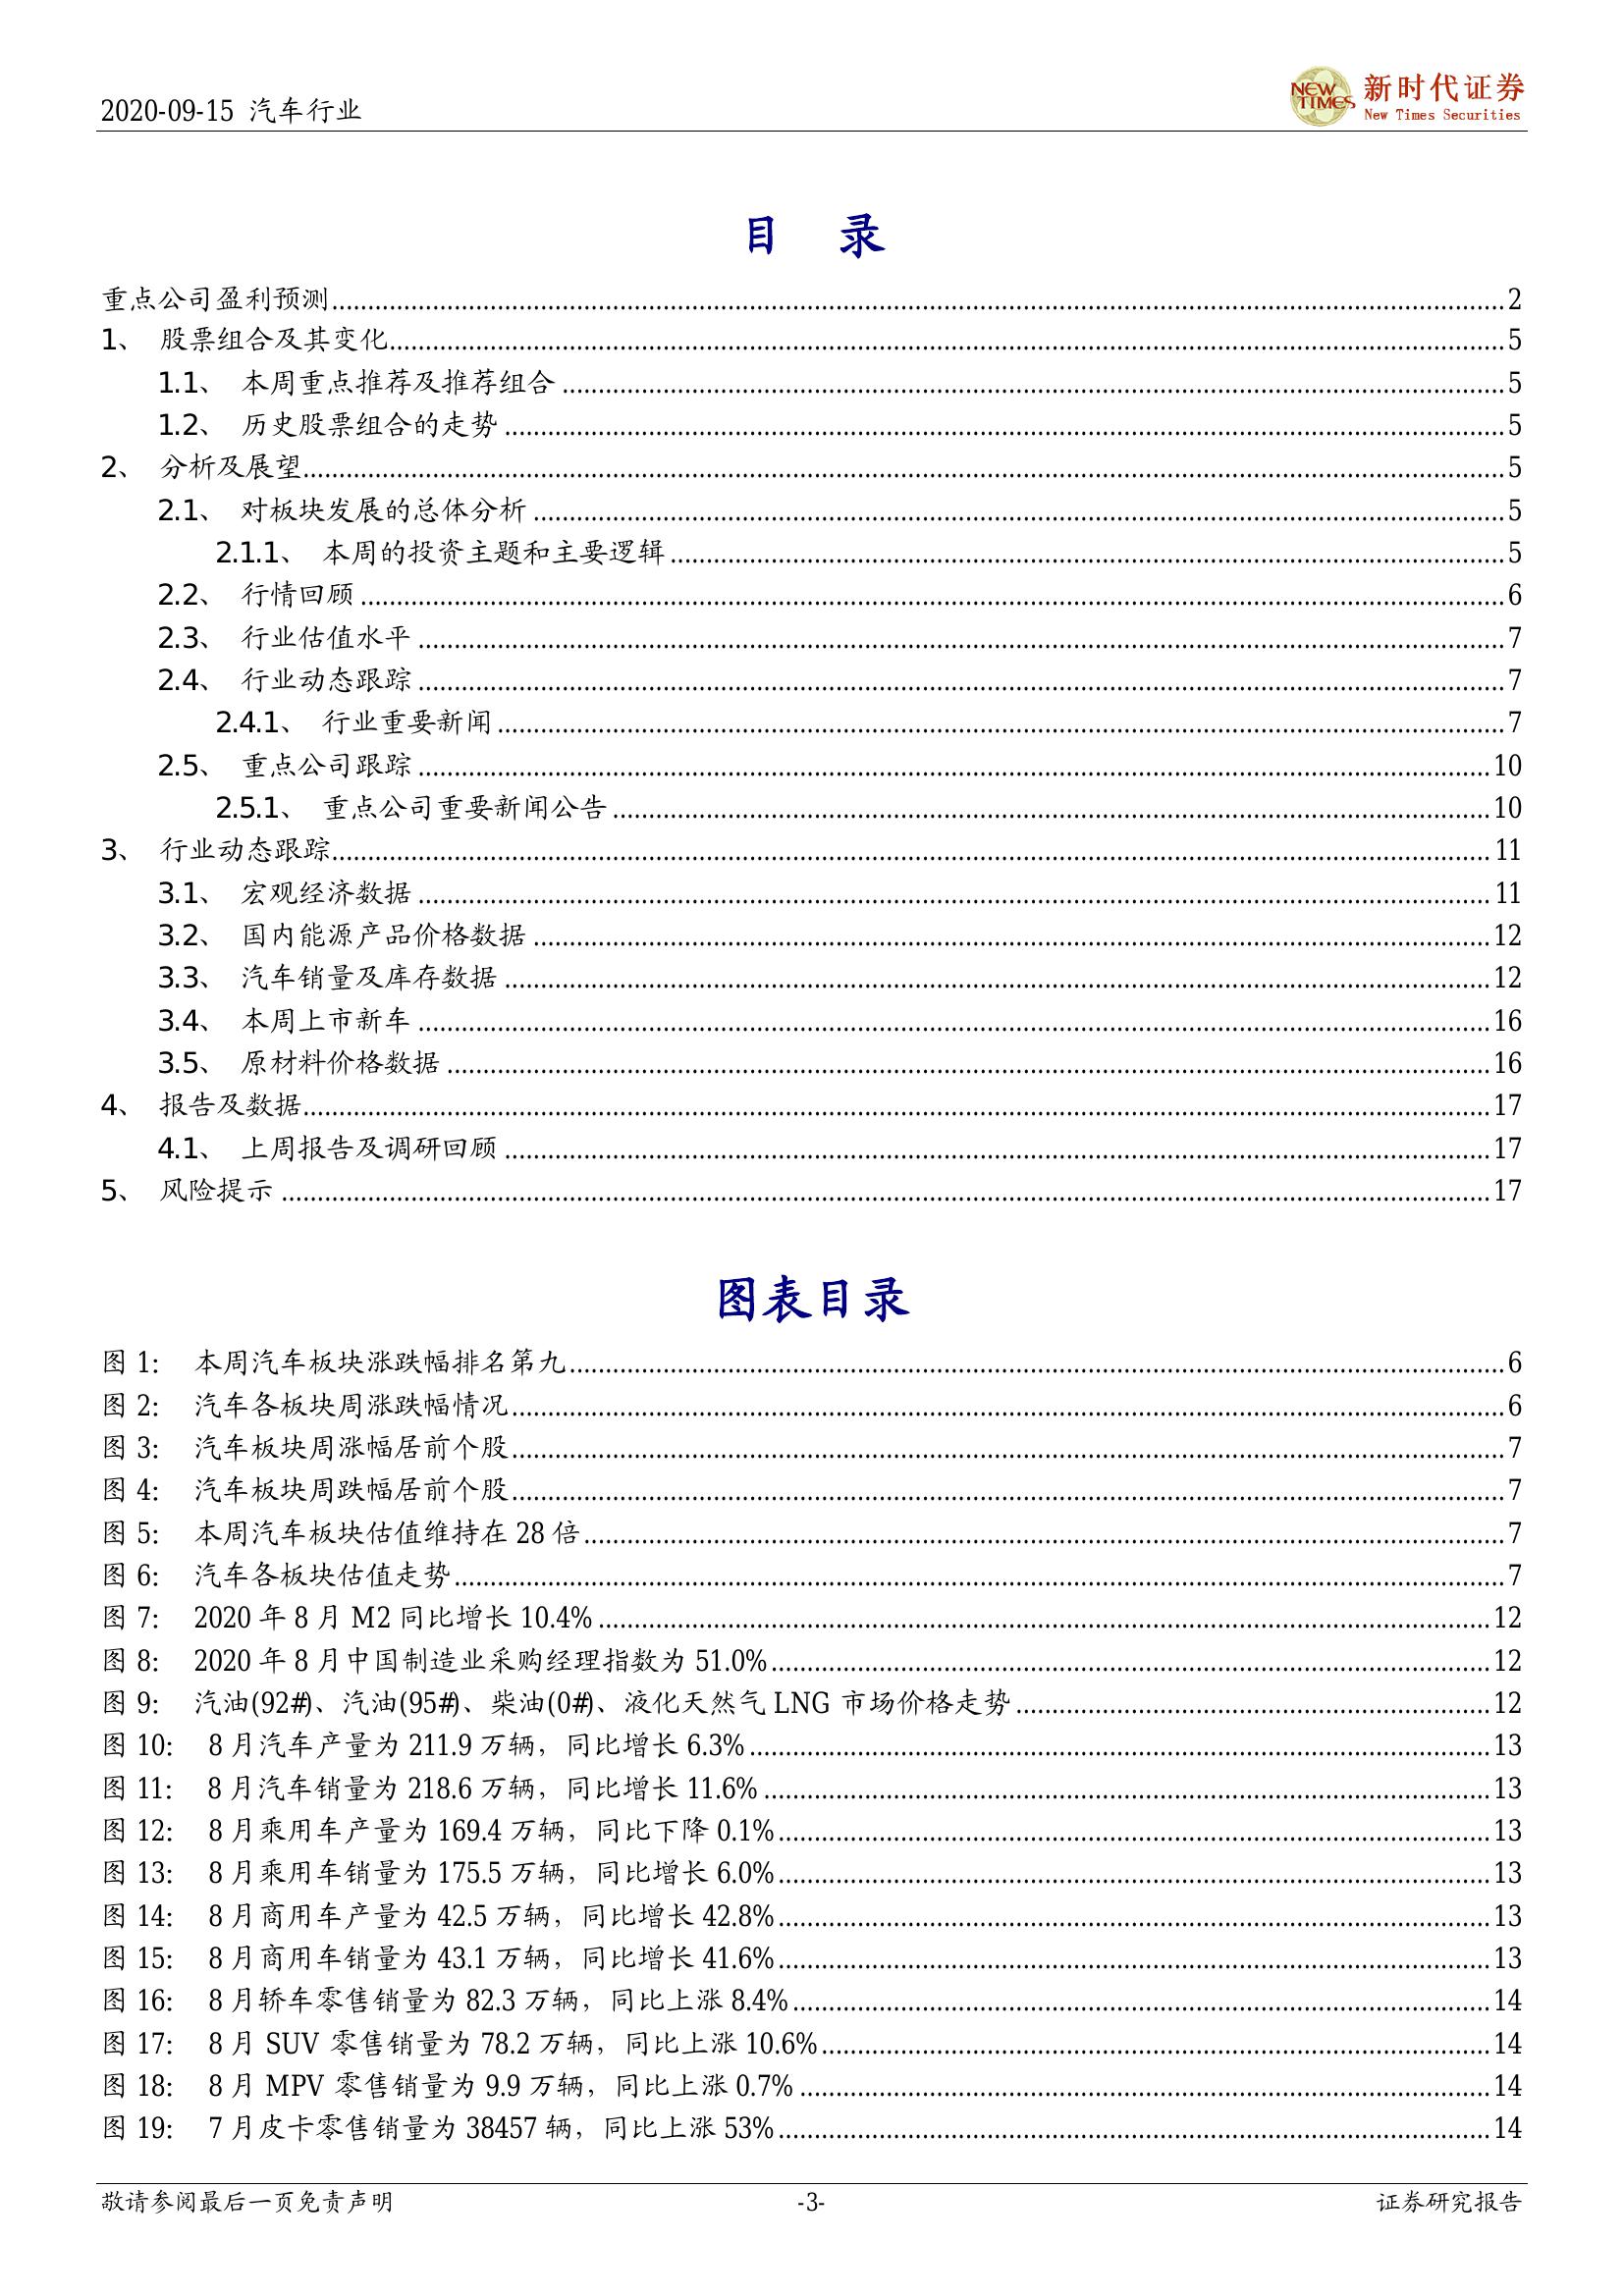 2020-09-15 汽车行业
NEW TIMES 新时代证券
New Times Securities
目 录
重点公司盈利预测 2
1、 股票组合及其变化 5
1.1、 本周重点推荐及推荐组合 5
1.2、 历史股票组合的走势 5
2、 分析及展望 5
2.1、 对板块发展的总体分析 5
2.1.1、 本周的投资主题和主要逻辑 5
2.2、 行情回顾 6
2.3、 行业估值水平 7
2.4、 行业动态跟踪 7
2.4.1、 行业重要新闻 7
2.5、 重点公司跟踪 10
2.5.1、 重点公司重要新闻公告 10
3、 行业动态跟踪 11
3.1、 宏观经济数据 11
3.2、 国内能源产品价格数据 12
3.3、 汽车销量及库存数据 12
3.4、 本周上市新车 16
3.5、 原材料价格数据 16
4、 报告及数据 17
4.1、 上周报告及调研回顾 17
5、 风险提示 17
图表目录
图 1: 本周汽车板块涨跌幅排名第九 6
图 2: 汽车各板块周涨跌幅情况 6
图 3: 汽车板块周涨幅居前个股 7
图 4: 汽车板块周跌幅居前个股 7
图 5: 本周汽车板块估值维持在 28 倍 7
图 6: 汽车各板块估值走势 7
图 7: 2020 年 8 月 M2 同比增长 10.4% 12
图 8: 2020 年 8 月中国制造业采购经理指数为 51.0% 12
图 9: 汽油(92#)、汽油(95#)、柴油(0#)、液化天然气 LNG 市场价格走势 12
图 10: 8 月汽车产量为 211.9 万辆，同比增长 6.3% 13
图 11: 8 月汽车销量为 218.6 万辆，同比增长 11.6% 13
图 12: 8 月乘用车产量为 169.4 万辆，同比下降 0.1% 13
图 13: 8 月乘用车销量为 175.5 万辆，同比增长 6.0% 13
图 14: 8 月商用车产量为 42.5 万辆，同比增长 42.8% 13
图 15: 8 月商用车销量为 43.1 万辆，同比增长 41.6% 13
图 16: 8 月轿车零售销量为 82.3 万辆，同比上涨 8.4% 14
图 17: 8 月 SUV 零售销量为 78.2 万辆，同比上涨 10.6% 14
图 18: 8 月 MPV 零售销量为 9.9 万辆，同比上涨 0.7% 14
图 19: 7 月皮卡零售销量为 38457 辆，同比上涨 53% 14
敬请参阅最后一页免责声明 -3- 证券研究报告